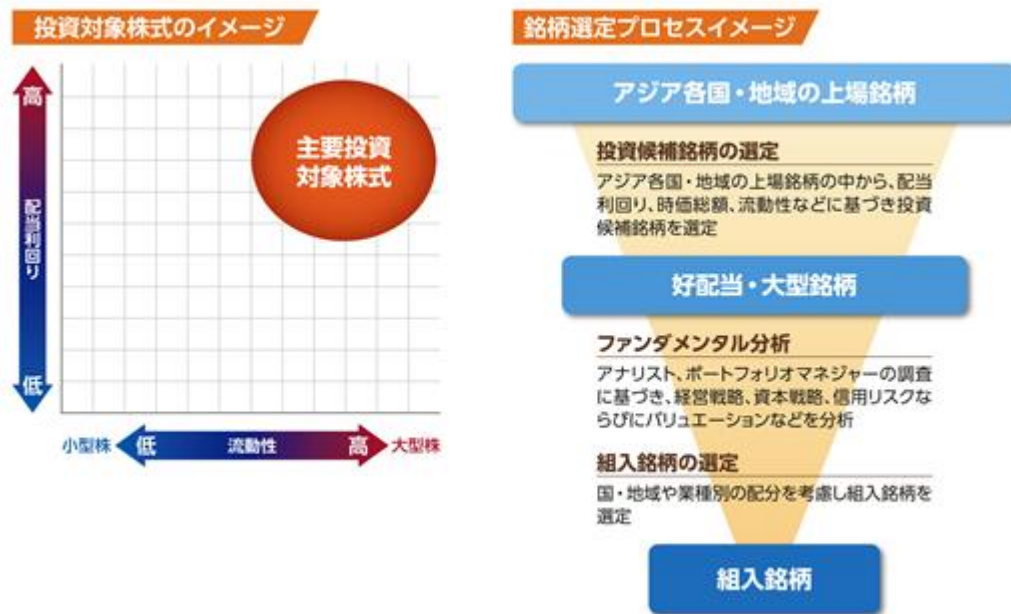 投資対象株式のイメージ
高
配当利回り
低
主要投資
対象株式
小型株
低
流動性
高
大型株
銘柄選定プロセスイメージ
アジア各国・地域の上場銘柄
投資候補銘柄の選定
アジア各国・地域の上場銘柄の中から、配当
利回り、時価総額、流動性などに基づき投資
候補銘柄を選定
好配当・大型銘柄
ファンダメンタル分析
アナリスト、ポートフォリオマネジャーの調査
に基づき、経営戦略、資本戦略、信用リスクな
らびにバリュエーションなどを分析
組入銘柄の選定
国・地域や業種別の配分を考慮し組入銘柄を
選定
組入銘柄